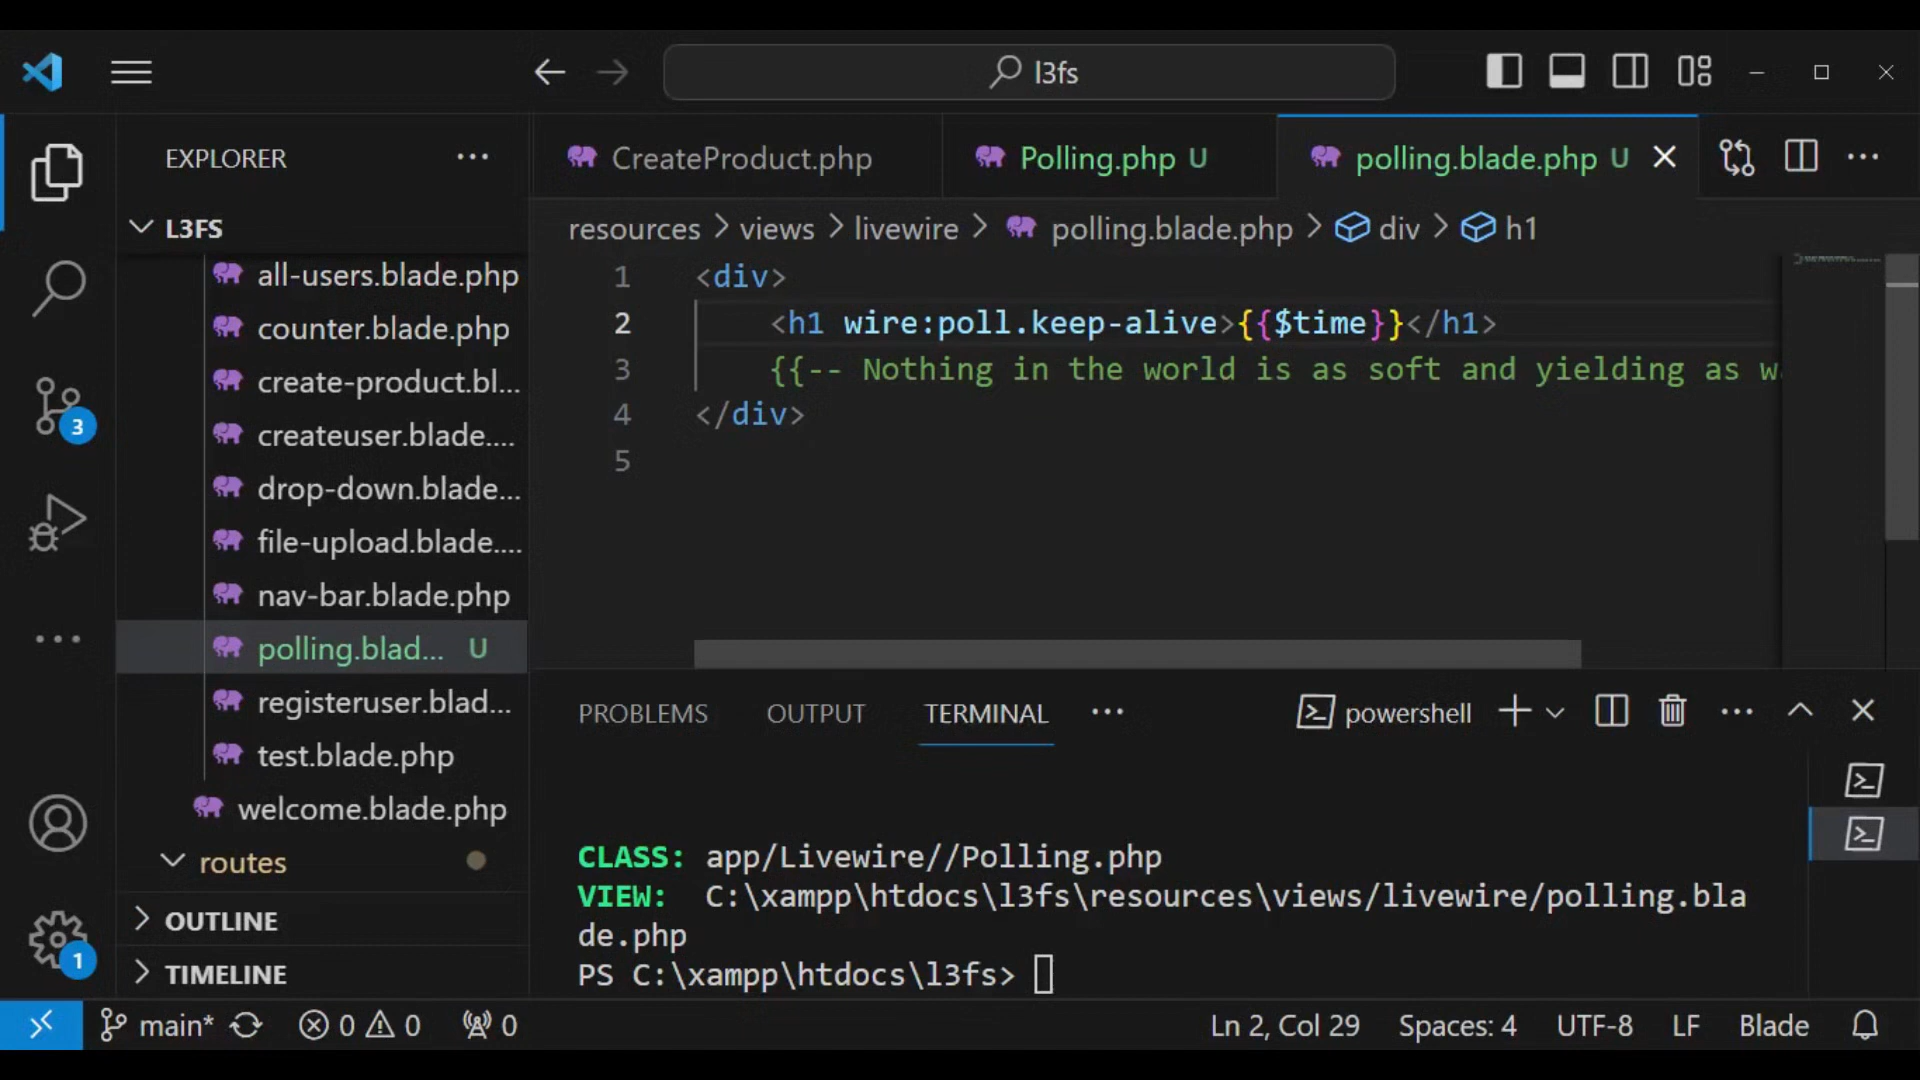 l3fs
EXPLORER
L3FS
all-users.blade.php
counter.blade.php
create-product.bl...
createuser.blade....
drop-down.blade...
file-upload.blade....
nav-bar.blade.php
polling.blad... U
registeruser.blad...
test.blade.php
welcome.blade.php
routes
OUTLINE
TIMELINE
3
1
CreateProduct.php
Polling.php U
polling.blade.php U
resources > views > livewire > polling.blade.php > div > h1
1 <div>
2 <h1 wire:poll.keep-alive>{{$time}}</h1>
3 {{-- Nothing in the world is as soft and yielding as
4 </div>
5
PROBLEMS OUTPUT TERMINAL
powershell
CLASS: app/Livewire//Polling.php
VIEW: C:\xampp\htdocs\l3fs\resources\views/livewire/polling.bla
de.php
PS C:\xampp\htdocs\l3fs>
main* 0 0 0 Ln 2, Col 29 Spaces: 4 UTF-8 LF Blade